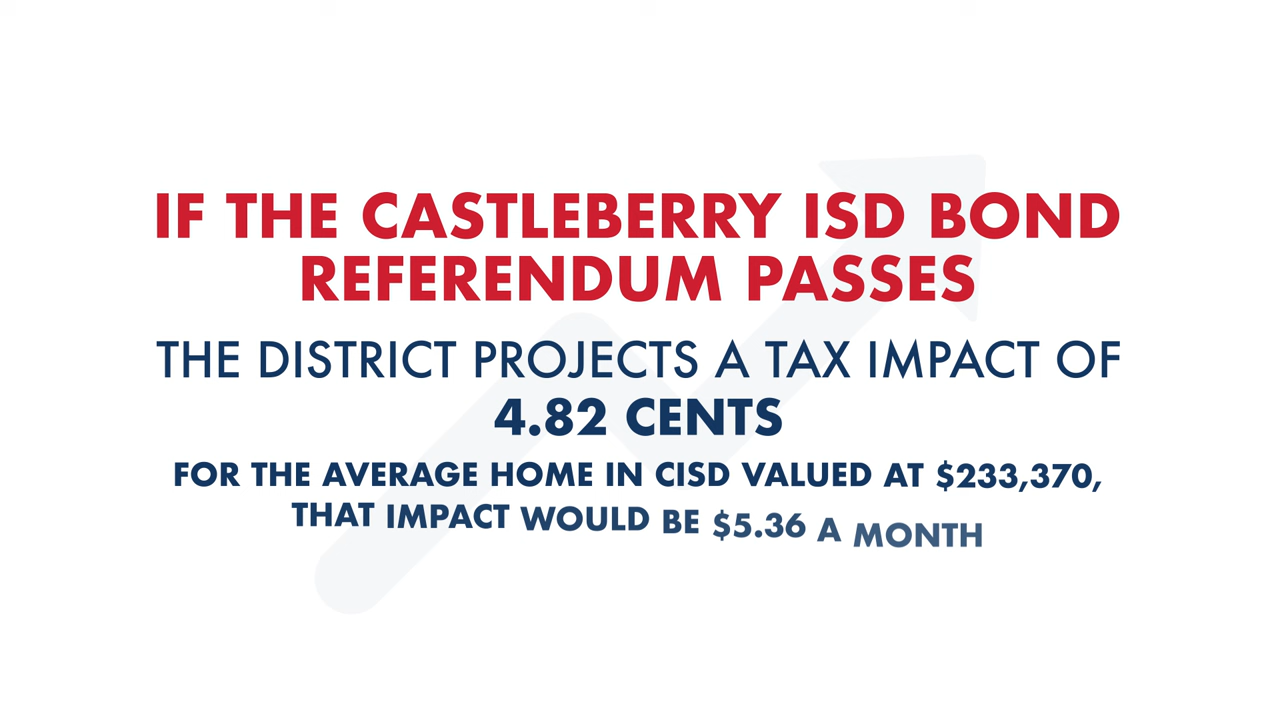 IF THE CASTLEBERRY ISD BOND
REFERENDUM PASSES
THE DISTRICT PROJECTS A TAX IMPACT OF
4.82 CENTS
FOR THE AVERAGE HOME IN CISD VALUED AT $233,370,
THAT IMPACT WOULD BE $5.36 A MONTH